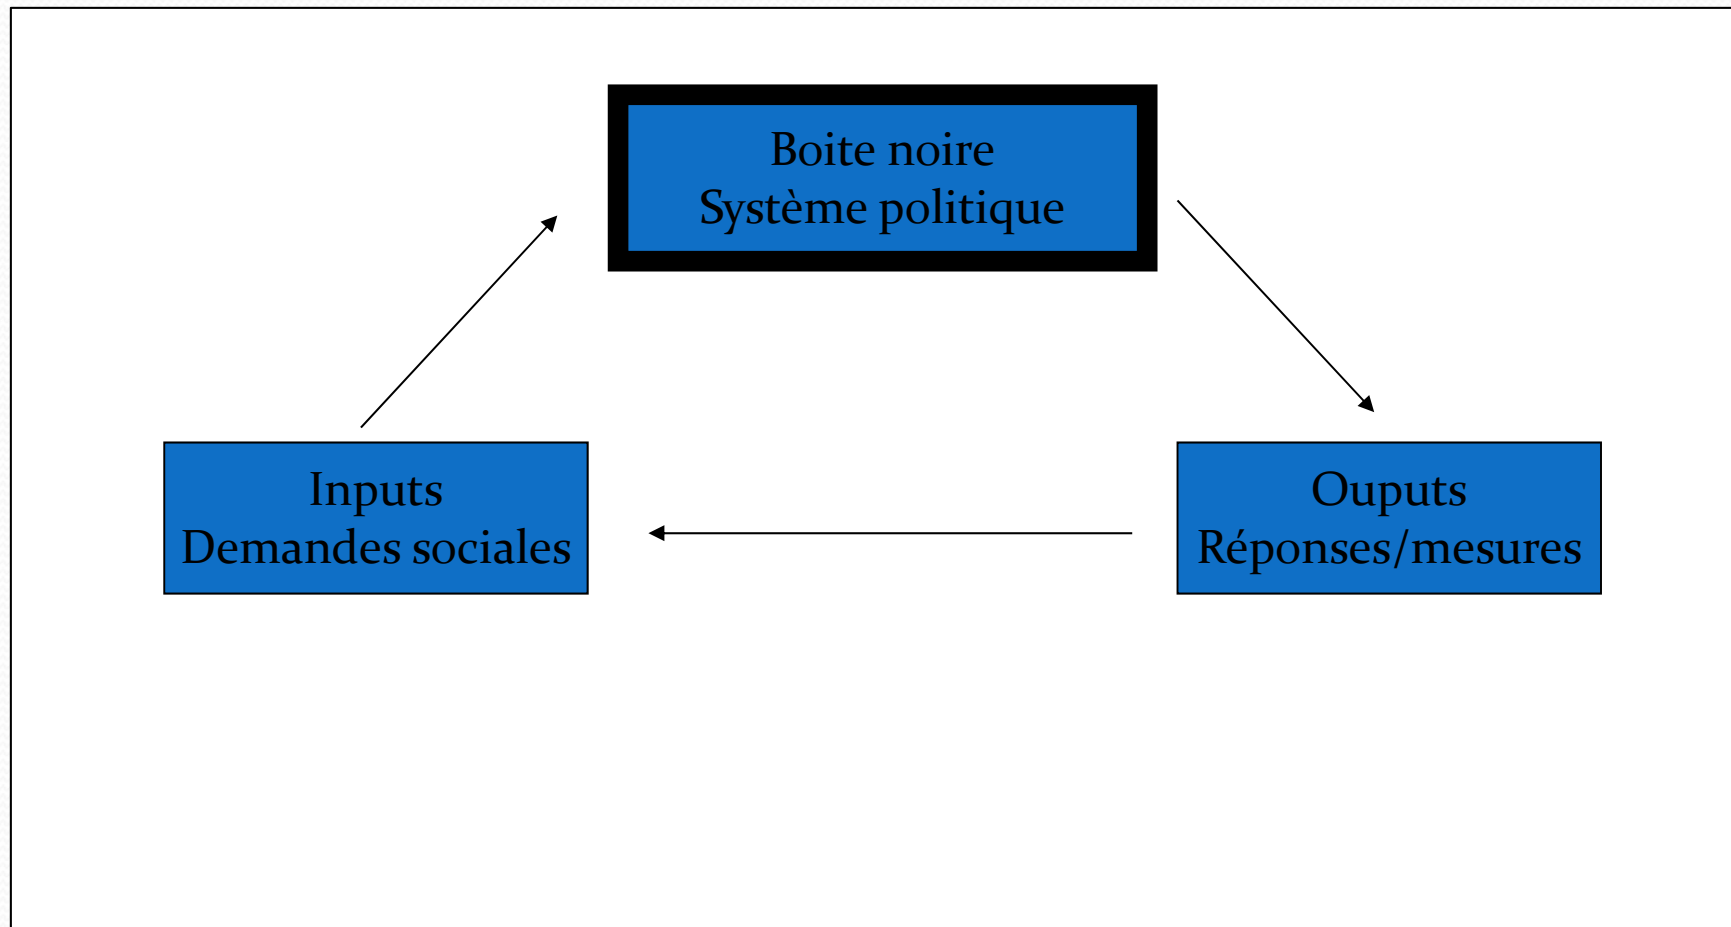 Boite noire
Système politique
Inputs
Demandes sociales
Ouputs
Réponses/mesures